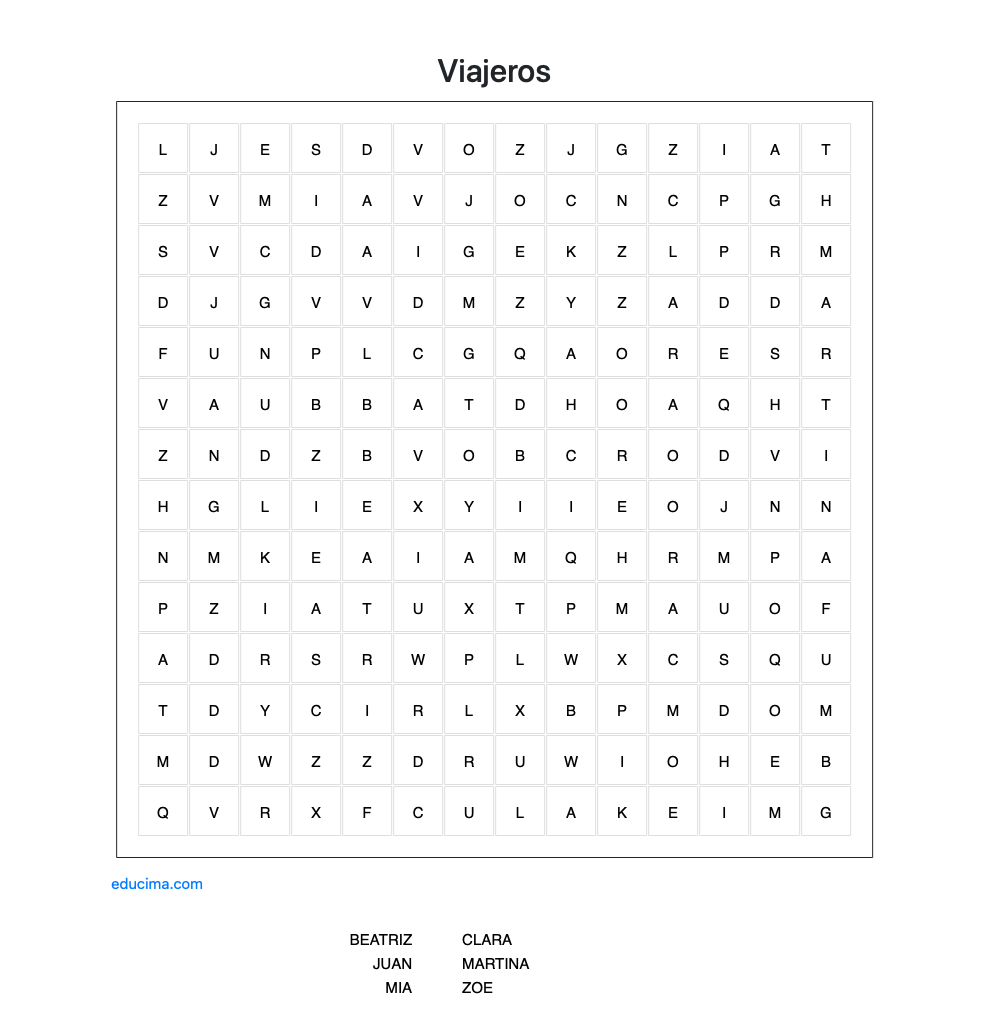 Viajeros
L J E S D V O Z J G Z I A T
Z V M I A V J O C N C P G H
S V C D A I G E K Z L P R M
D J G V V D M Z Y Z A D D A
F U N P L C G Q A O R E S R
V A U B B A T D H O A Q H T
Z N D Z B V O B C R O D V I
H G L I E X Y I I E O J N N
N M K E A I A M Q H R M P A
P Z I A T U X T P M A U O F
A D R S R W P L W X C S Q U
T D Y C I R L X B P M D O M
M D W Z Z D R U W I O H E B
Q V R X F C U L A K E I M G
educima.com
BEATRIZ CLARA
JUAN MARTINA
MIA ZOE